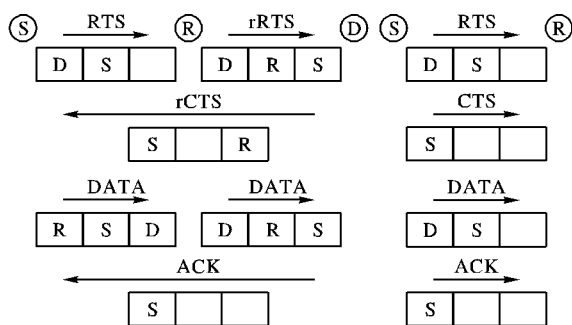 S RTS R rRTS D S RTS R
D S D R S D S
rCTS CTS
S R S
DATA DATA DATA
R S D D R S D S
ACK ACK
S S